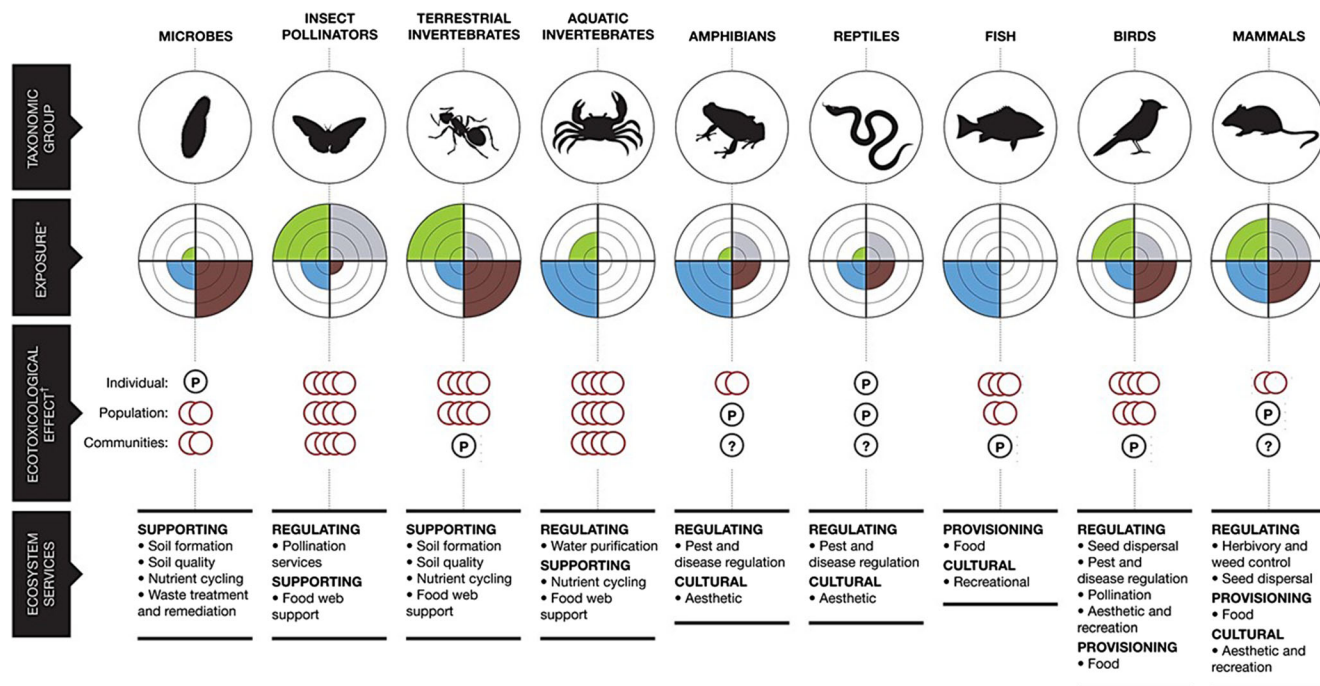 MICROBES
INSECT
POLLINATORS
TERRESTRIAL
INVERTEBRATES
AQUATIC
INVERTEBRATES
AMPHIBIANS
REPTILES
FISH
BIRDS
MAMMALS
TAXONOMIC
GROUP
EXPOSURE*
ECOTOXICOLOGICAL
EFFECT†
Individual:
P
P
Population:
P
P
P
Communities:
P
?
?
P
P
?
ECOSYSTEM
SERVICES
SUPPORTING
• Soil formation
• Soil quality
• Nutrient cycling
• Waste treatment
and remediation
REGULATING
• Pollination
services
SUPPORTING
• Food web
support
SUPPORTING
• Soil formation
• Soil quality
• Nutrient cycling
• Food web
support
REGULATING
• Water purification
SUPPORTING
• Nutrient cycling
• Food web
support
REGULATING
• Pest and
disease regulation
CULTURAL
• Aesthetic
REGULATING
• Pest and
disease regulation
CULTURAL
• Aesthetic
PROVISIONING
• Food
CULTURAL
• Recreational
REGULATING
• Seed dispersal
• Pest and
disease regulation
• Pollination
• Aesthetic and
recreation
PROVISIONING
• Food
REGULATING
• Herbivory and
weed control
• Seed dispersal
PROVISIONING
• Food
CULTURAL
• Aesthetic and
recreation